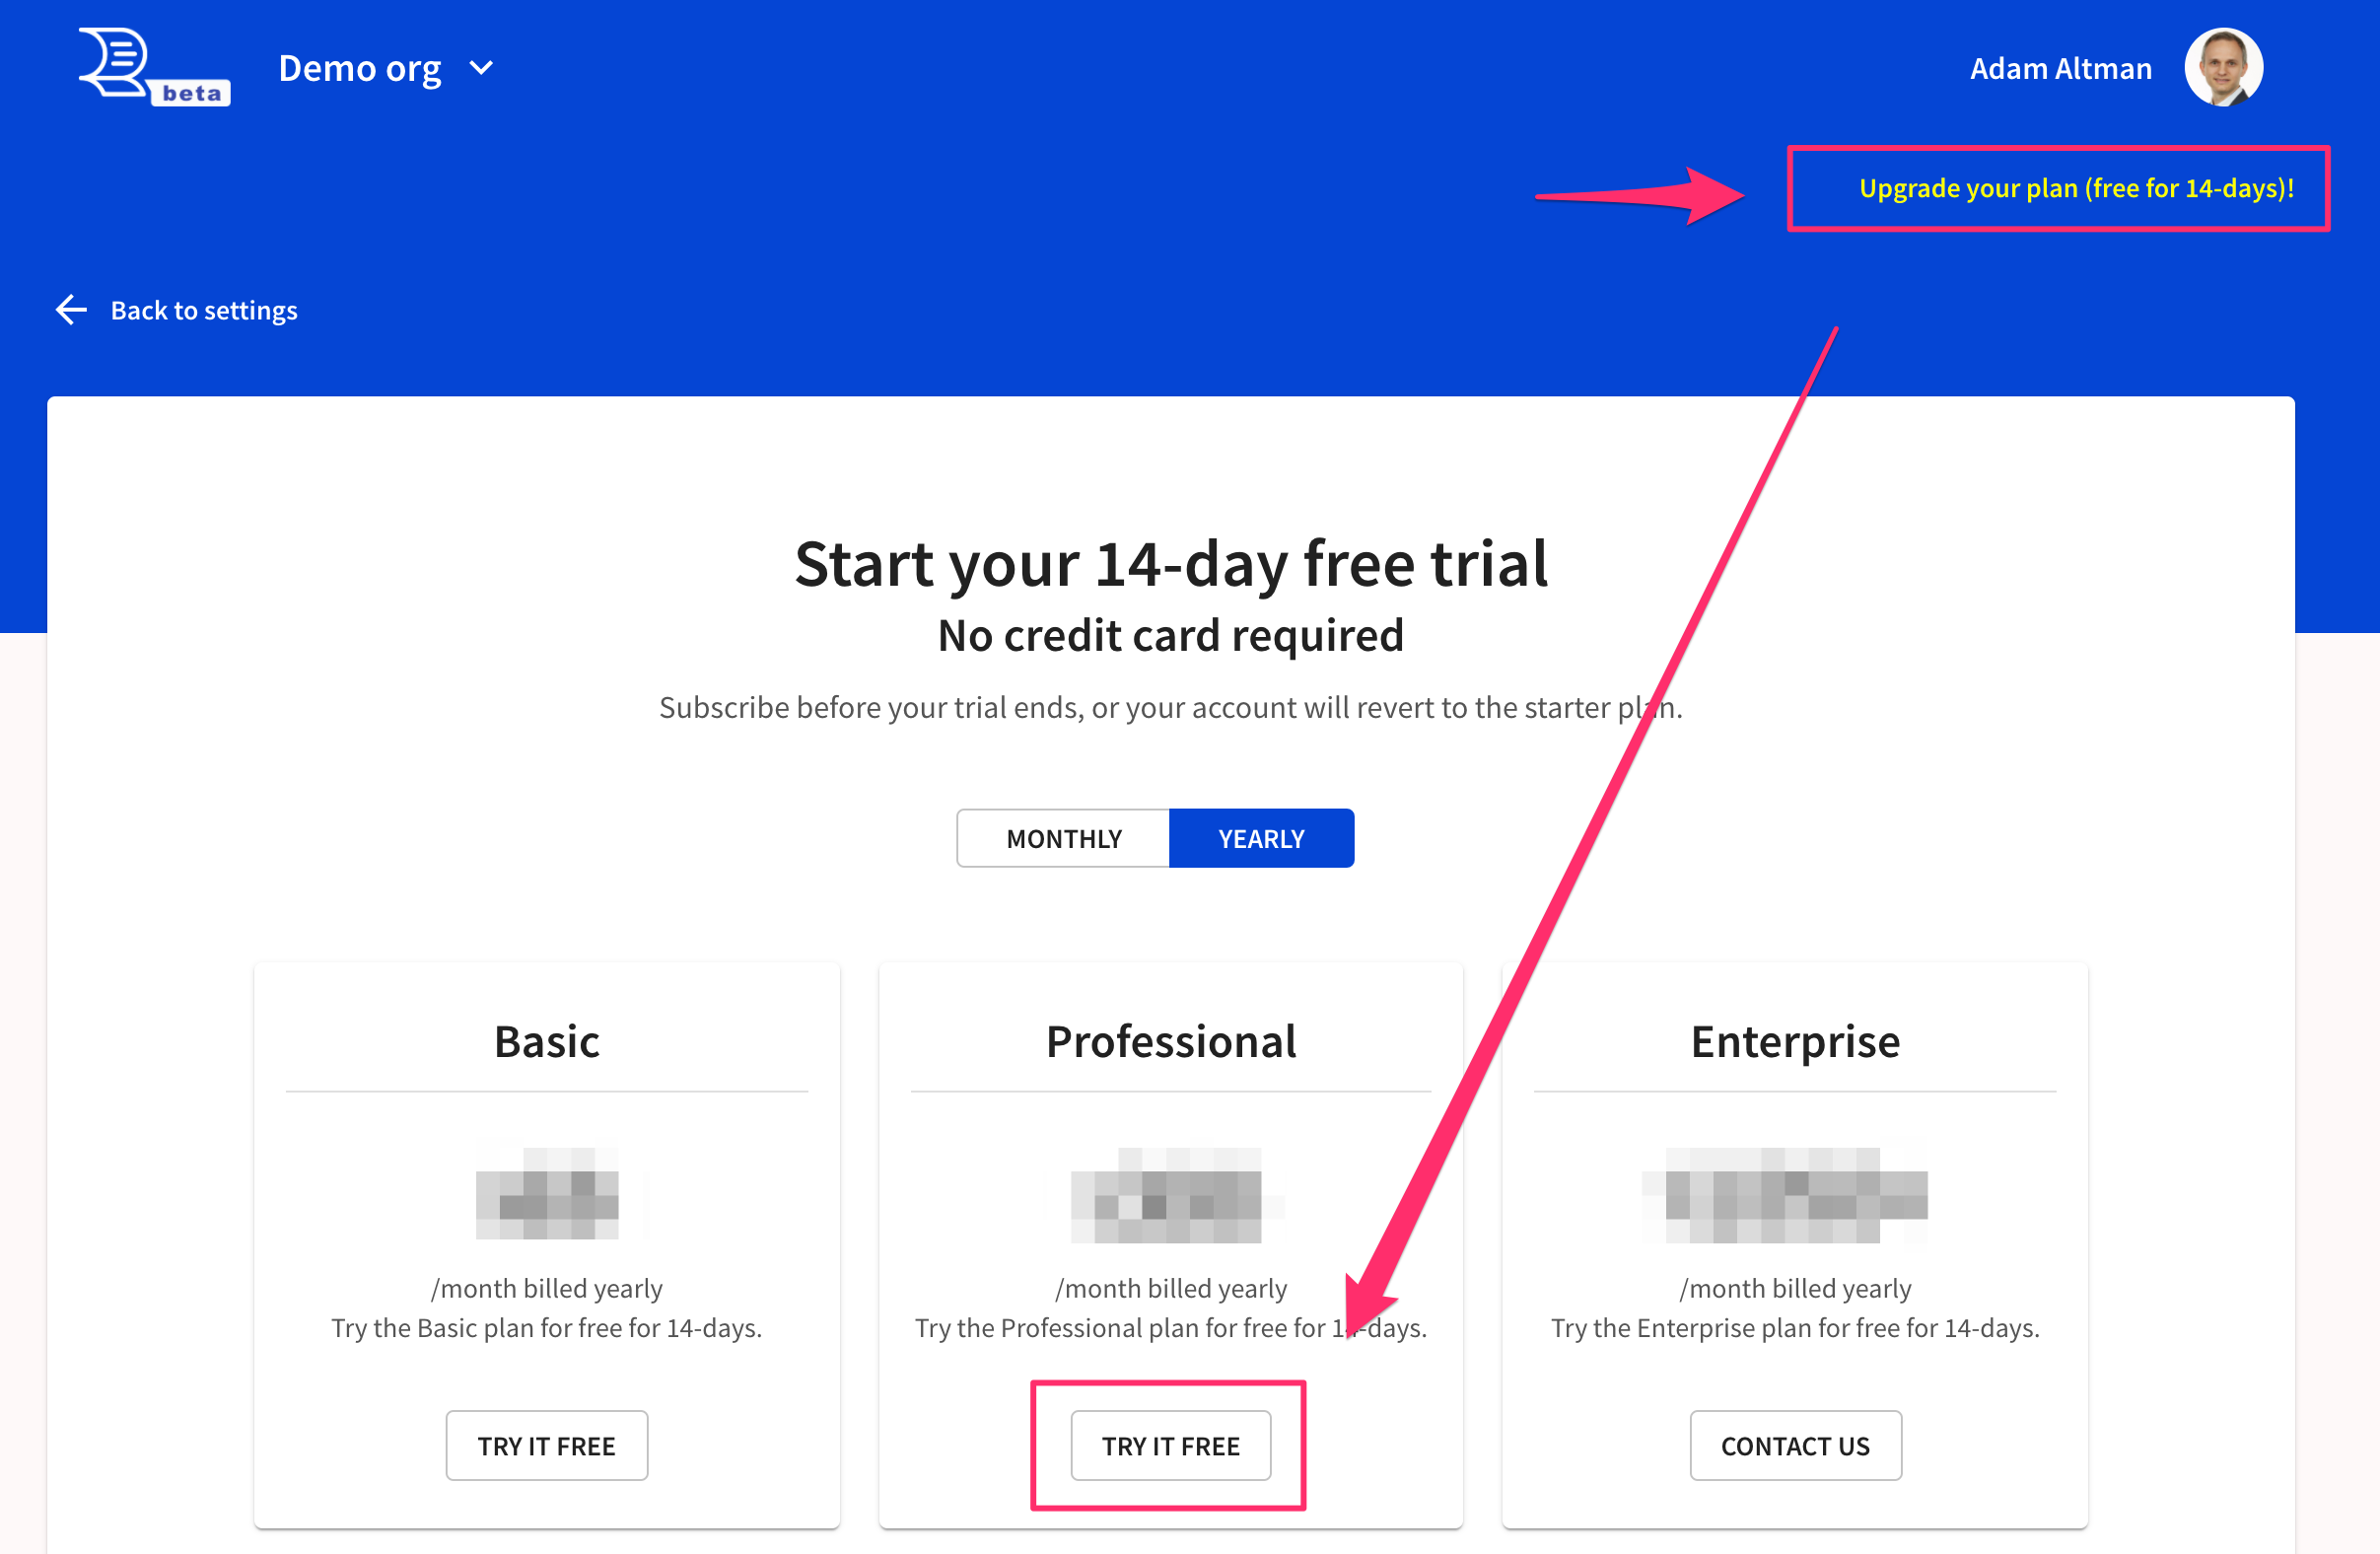 beta
Demo org
Adam Altman
Upgrade your plan (free for 14-days)!
Back to settings
Start your 14-day free trial
No credit card required
Subscribe before your trial ends, or your account will revert to the starter plan.
MONTHLY
YEARLY
Basic
/month billed yearly
Try the Basic plan for free for 14-days.
TRY IT FREE
Professional
/month billed yearly
Try the Professional plan for free for 14-days.
TRY IT FREE
Enterprise
/month billed yearly
Try the Enterprise plan for free for 14-days.
CONTACT US